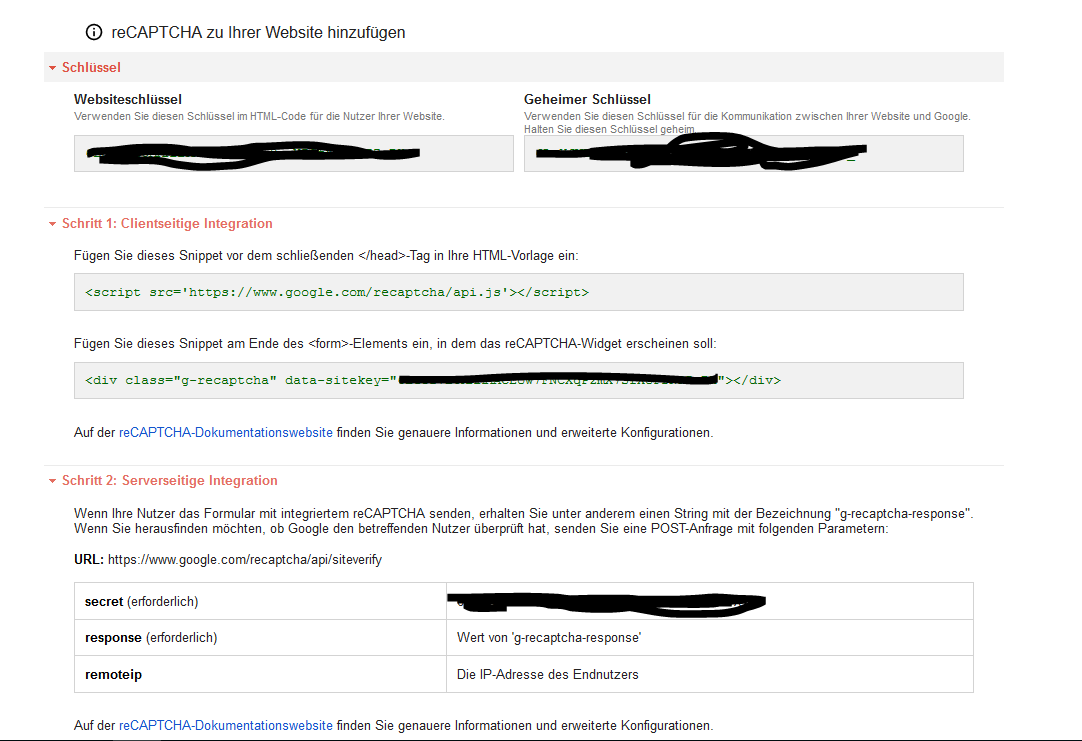 reCAPTCHA zu Ihrer Website hinzufügen
Schlüssel
Websiteschlüssel
Verwenden Sie diesen Schlüssel im HTML-Code für die Nutzer Ihrer Website.
Geheimer Schlüssel
Verwenden Sie diesen Schlüssel für die Kommunikation zwischen Ihrer Website und Google.
Halten Sie diesen Schlüssel geheim.
Schritt 1: Clientseitige Integration
Fügen Sie dieses Snippet vor dem schließenden </head>-Tag in Ihre HTML-Vorlage ein:
<script src='https://www.google.com/recaptcha/api.js'></script>
Fügen Sie dieses Snippet am Ende des <form>-Elements ein, in dem das reCAPTCHA-Widget erscheinen soll:
<div class="g-recaptcha" data-sitekey=" "></div>
Auf der reCAPTCHA-Dokumentationswebsite finden Sie genauere Informationen und erweiterte Konfigurationen.
Schritt 2: Serverseitige Integration
Wenn Ihre Nutzer das Formular mit integriertem reCAPTCHA senden, erhalten Sie unter anderem einen String mit der Bezeichnung "g-recaptcha-response".
Wenn Sie herausfinden möchten, ob Google den betreffenden Nutzer überprüft hat, senden Sie eine POST-Anfrage mit folgenden Parametern:
URL: https://www.google.com/recaptcha/api/siteverify
secret (erforderlich)
response (erforderlich) Wert von 'g-recaptcha-response'
remoteip Die IP-Adresse des Endnutzers
Auf der reCAPTCHA-Dokumentationswebsite finden Sie genauere Informationen und erweiterte Konfigurationen.